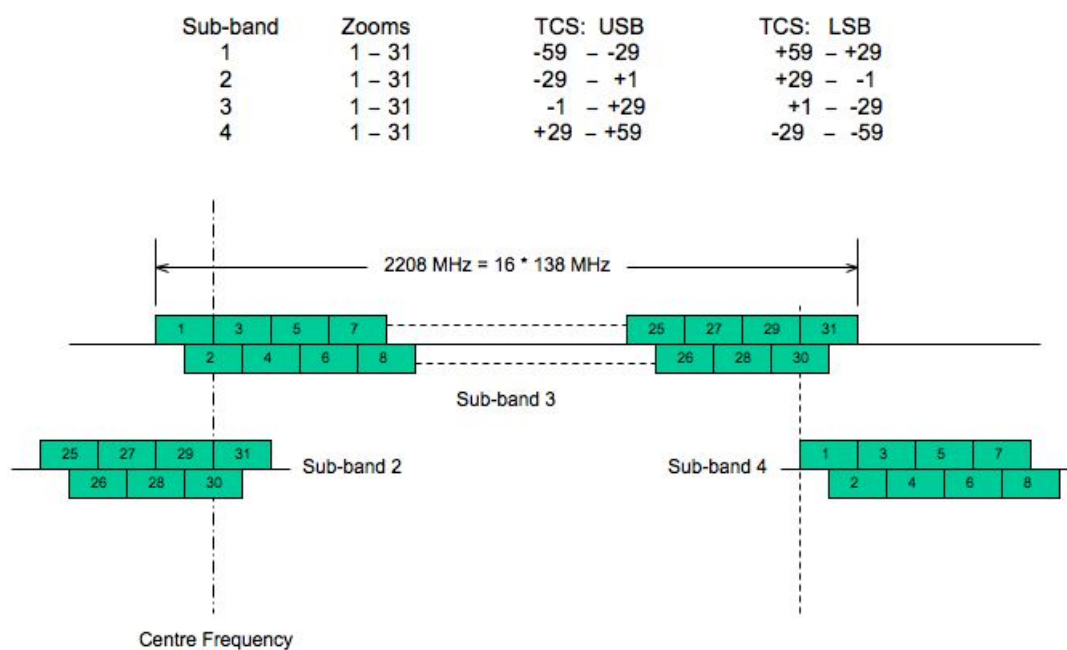 Sub-band Zooms TCS: USB TCS: LSB
1 1 – 31 -59 – -29 +59 – +29
2 1 – 31 -29 – +1 +29 – -1
3 1 – 31 -1 – +29 +1 – -29
4 1 – 31 +29 – +59 -29 – -59
2208 MHz = 16 * 138 MHz
1 3 5 7 25 27 29 31
2 4 6 8 26 28 30
Sub-band 3
25 27 29 31 Sub-band 2 Sub-band 4 1 3 5 7
26 28 30 2 4 6 8
Centre Frequency